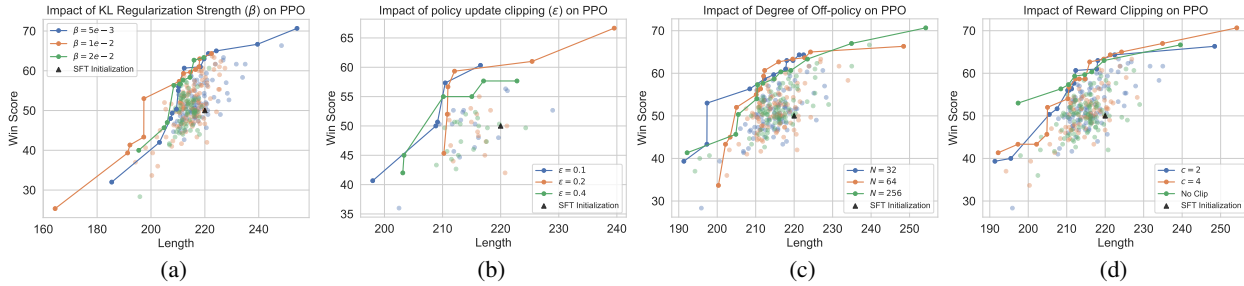 Impact of KL Regularization Strength (β) on PPO
Win Score
70
60
50
40
30
β = 5e − 3
β = 1e − 2
β = 2e − 2
SFT Initialization
160 180 200 220 240 260
Length
(a)
Impact of policy update clipping (ε) on PPO
Win Score
65
60
55
50
45
40
35
ε = 0.1
ε = 0.2
ε = 0.4
SFT Initialization
200 210 220 230 240
Length
(b)
Impact of Degree of Off-policy on PPO
Win Score
70
60
50
40
30
N = 32
N = 64
N = 256
SFT Initialization
190 200 210 220 230 240 250
Length
(c)
Impact of Reward Clipping on PPO
Win Score
70
60
50
40
30
c = 2
c = 4
No Clip
SFT Initialization
190 200 210 220 230 240 250
Length
(d)